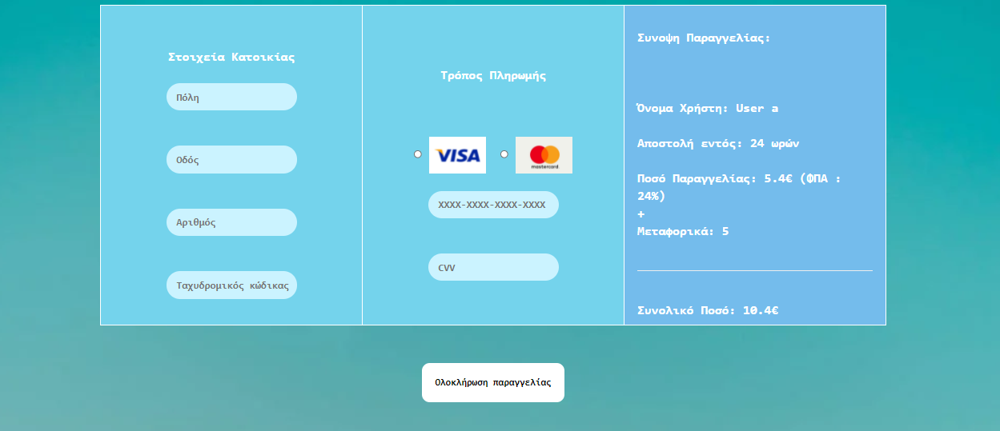 Στοιχεία Κατοικίας
Πόλη
Οδός
Αριθμός
Ταχυδρομικός κώδικας
Τρόπος Πληρωμής
VISA
mastercard
XXXX-XXXX-XXXX-XXXX
CVV
Συνοψη Παραγγελίας:
Όνομα Χρήστη: User a
Αποστολή εντός: 24 ωρών
Ποσό Παραγγελίας: 5.4€ (ΦΠΑ :
24%)
+
Μεταφορικά: 5
Συνολικό Ποσό: 10.4€
Ολοκλήρωση παραγγελίας